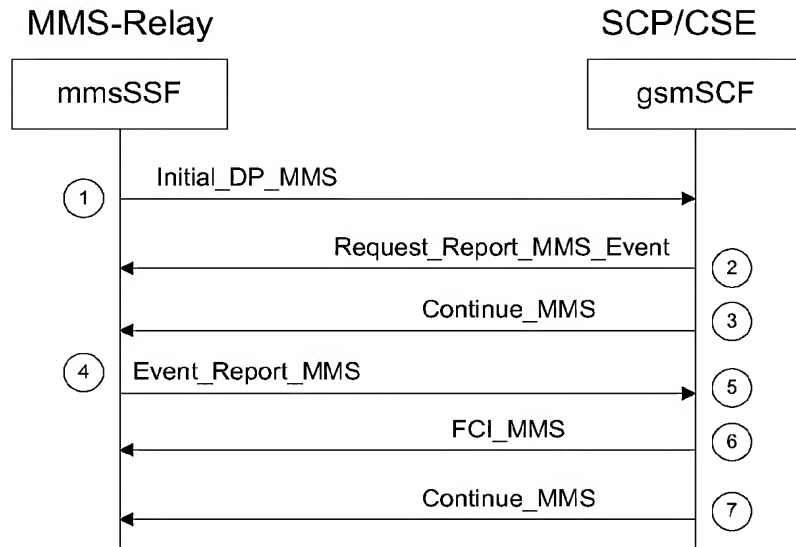 MMS-Relay
SCP/CSE
mmsSSF
gsmSCF
1
Initial_DP_MMS
Request_Report_MMS_Event
2
Continue_MMS
3
4
Event_Report_MMS
5
FCI_MMS
6
Continue_MMS
7